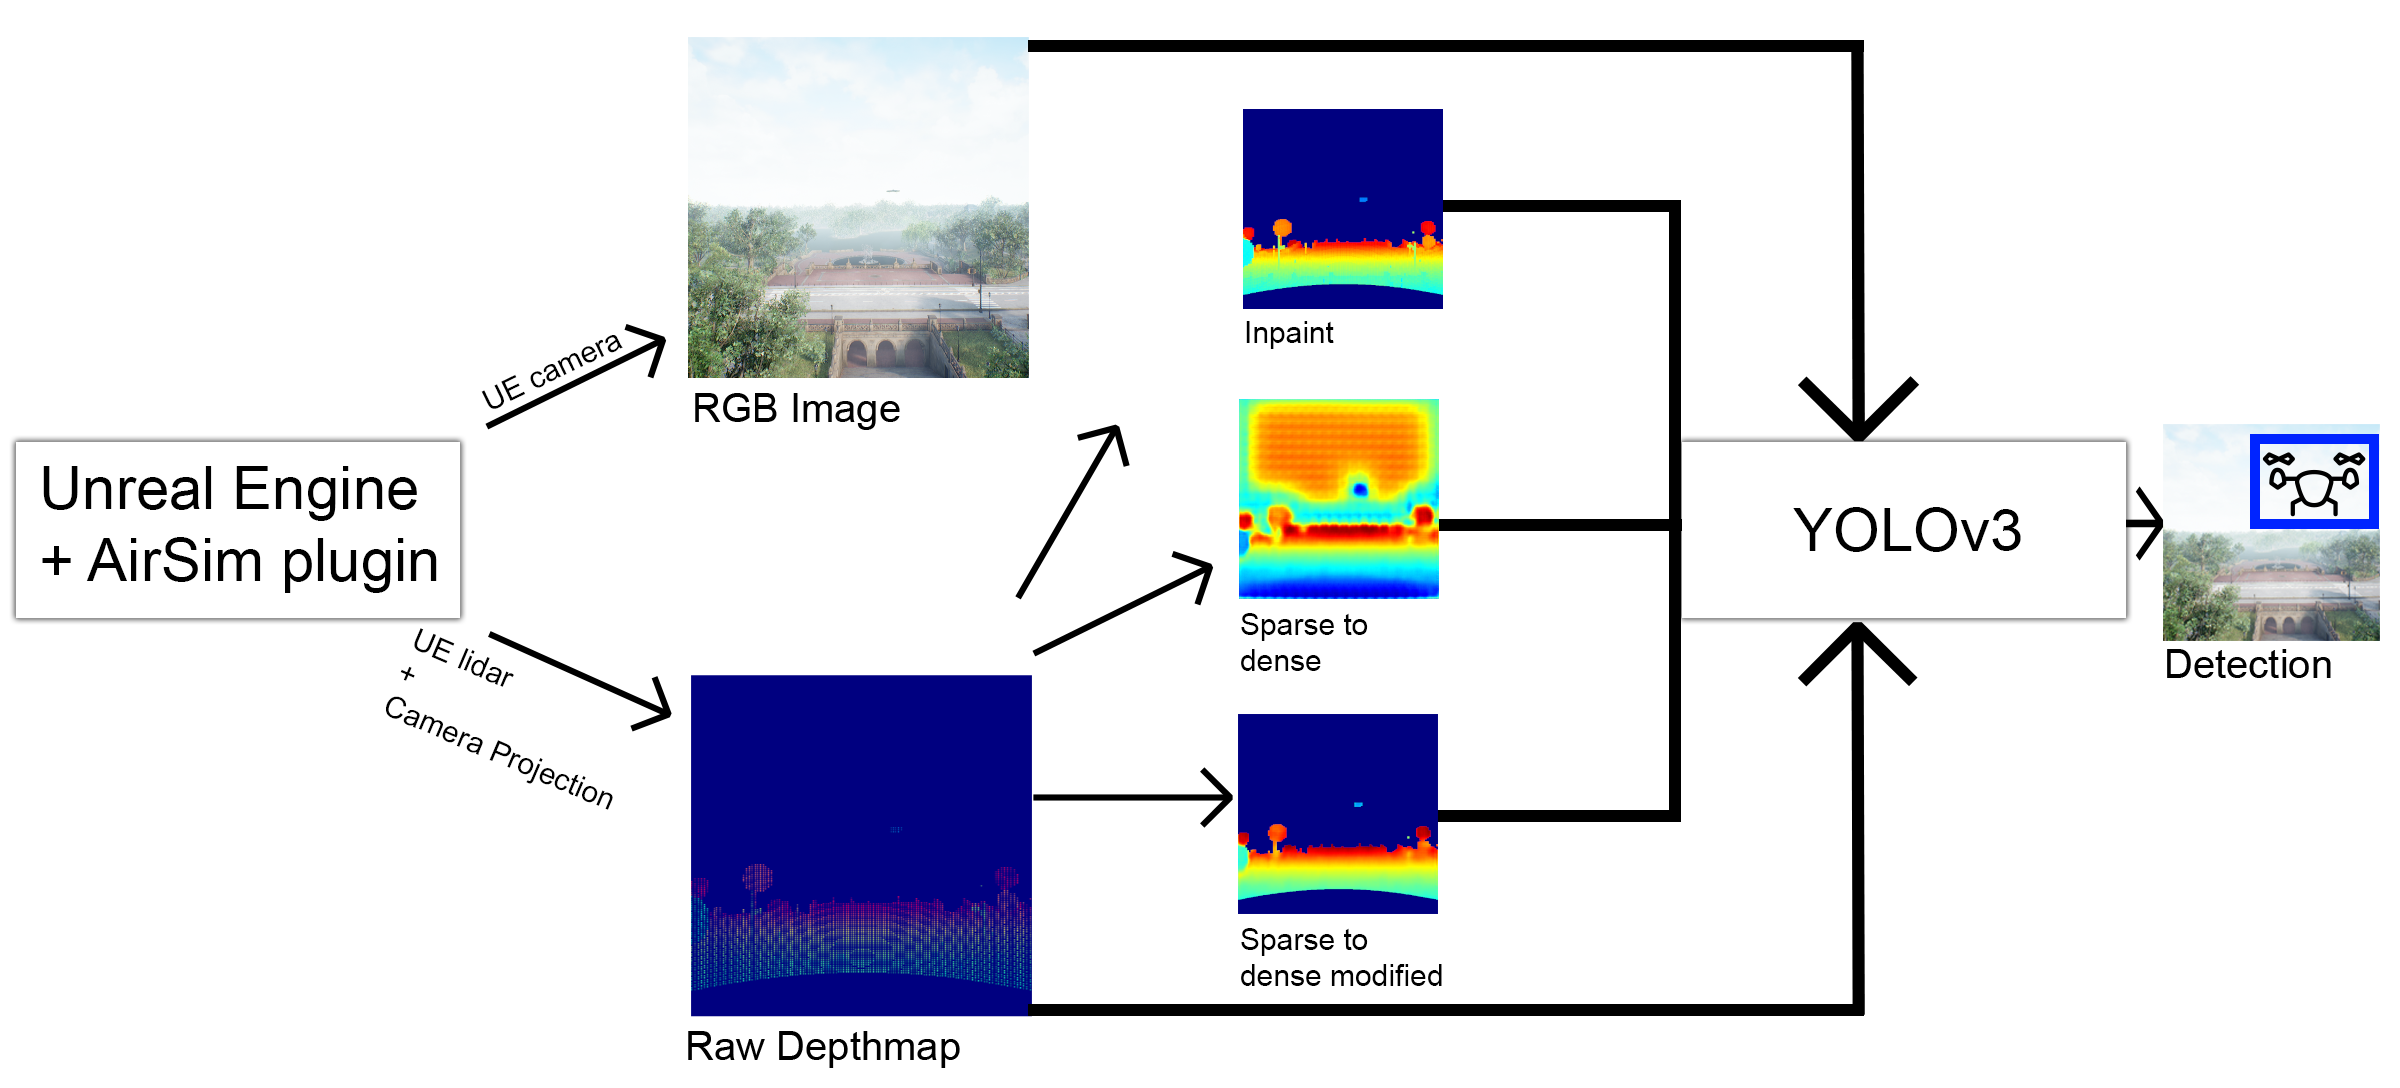 UE camera
RGB Image
Unreal Engine
+ AirSim plugin
UE lidar
+
Camera Projection
Raw Depthmap
Inpaint
Sparse to
dense
Sparse to
dense modified
YOLOv3
Detection